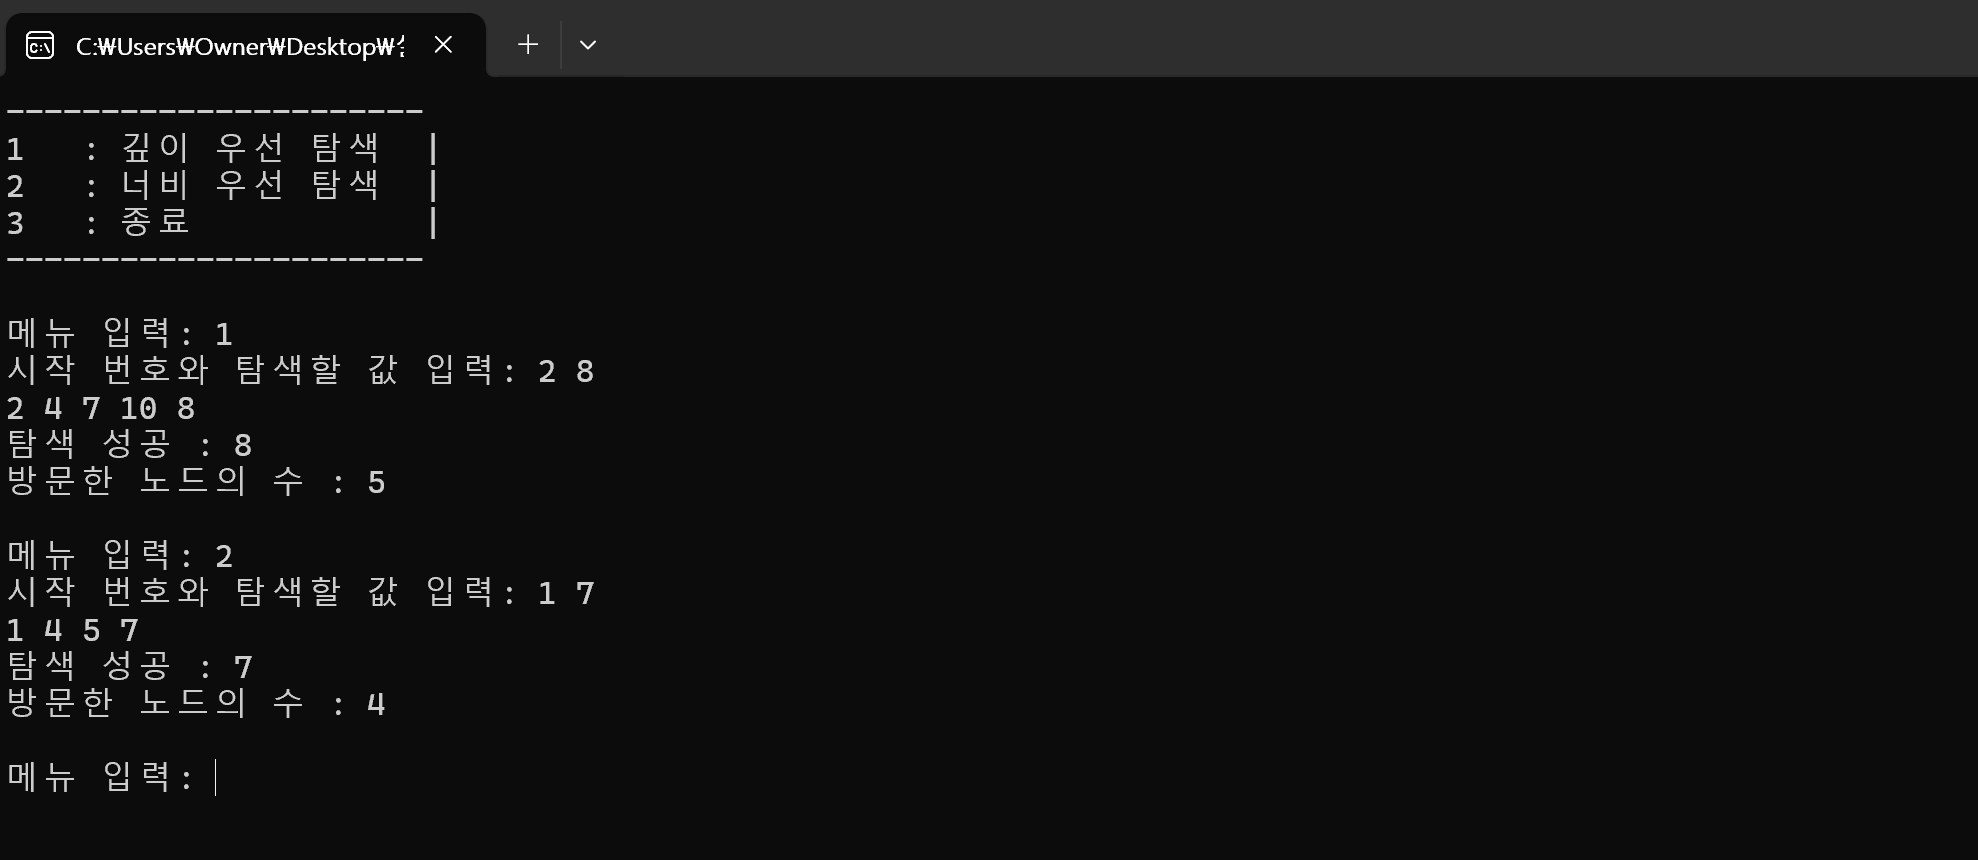 C:₩Users₩Owner₩Desktop₩
----------------------
1   : 깊이 우선 탐색  |
2   : 너비 우선 탐색  |
3   : 종료            |
----------------------
메뉴 입력: 1
시작 번호와 탐색할 값 입력: 2 8
2 4 7 10 8
탐색 성공 : 8
방문한 노드의 수 : 5
메뉴 입력: 2
시작 번호와 탐색할 값 입력: 1 7
1 4 5 7
탐색 성공 : 7
방문한 노드의 수 : 4
메뉴 입력: